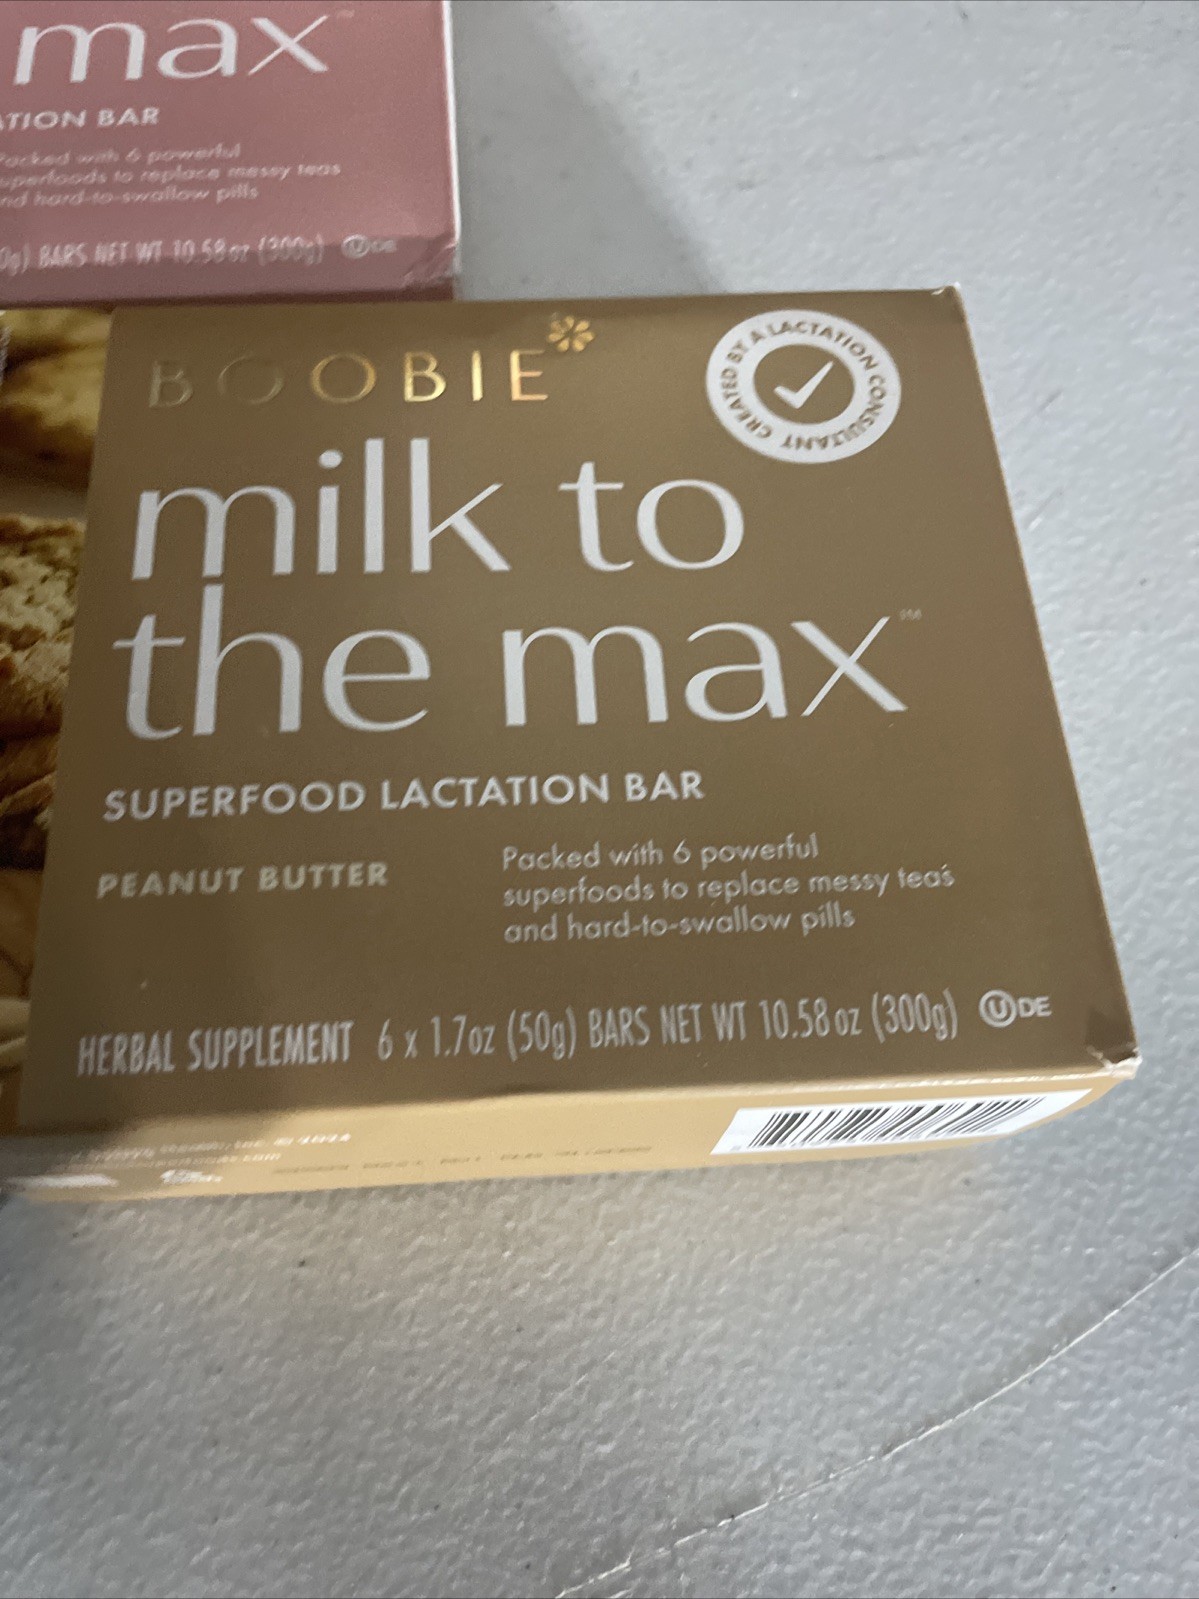 max
TION BAR
Packed with 6 powerful
superfoods to replace messy teas
and hard-to-swallow pills
BARS NET WT 10.58 oz (300g) U DE
BOOBIE*
CREATED BY A LACTATION CONSULTANT
milk to
the max
SUPERFOOD LACTATION BAR
PEANUT BUTTER
Packed with 6 powerful
superfoods to replace messy teas
and hard-to-swallow pills
HERBAL SUPPLEMENT 6 x 1.7oz (50g) BARS NET WT 10.58 oz (300g) U DE